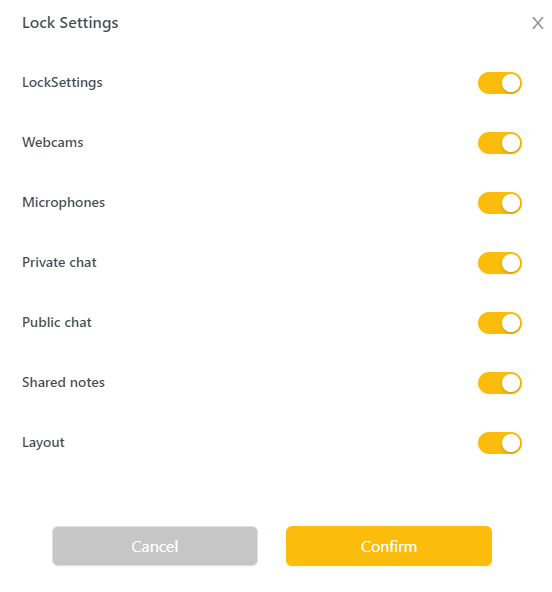 Lock Settings
X
LockSettings
Webcams
Microphones
Private chat
Public chat
Shared notes
Layout
Cancel
Confirm